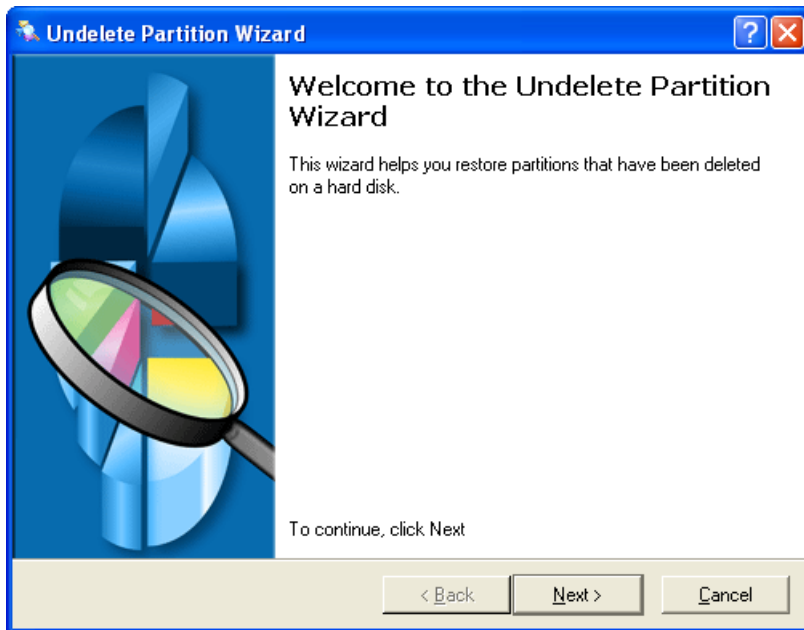 Undelete Partition Wizard
Welcome to the Undelete Partition
Wizard
This wizard helps you restore partitions that have been deleted
on a hard disk.
To continue, click Next
< Back
Next >
Cancel